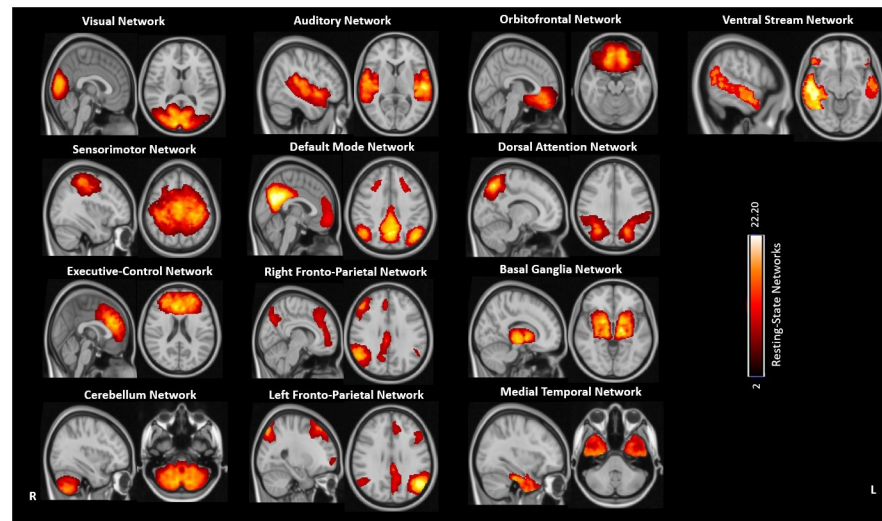 Visual Network
Auditory Network
Orbitofrontal Network
Ventral Stream Network
Sensorimotor Network
Default Mode Network
Dorsal Attention Network
Executive-Control Network
Right Fronto-Parietal Network
Basal Ganglia Network
Cerebellum Network
Left Fronto-Parietal Network
Medial Temporal Network
22.20
Resting-State Networks
2
R
L